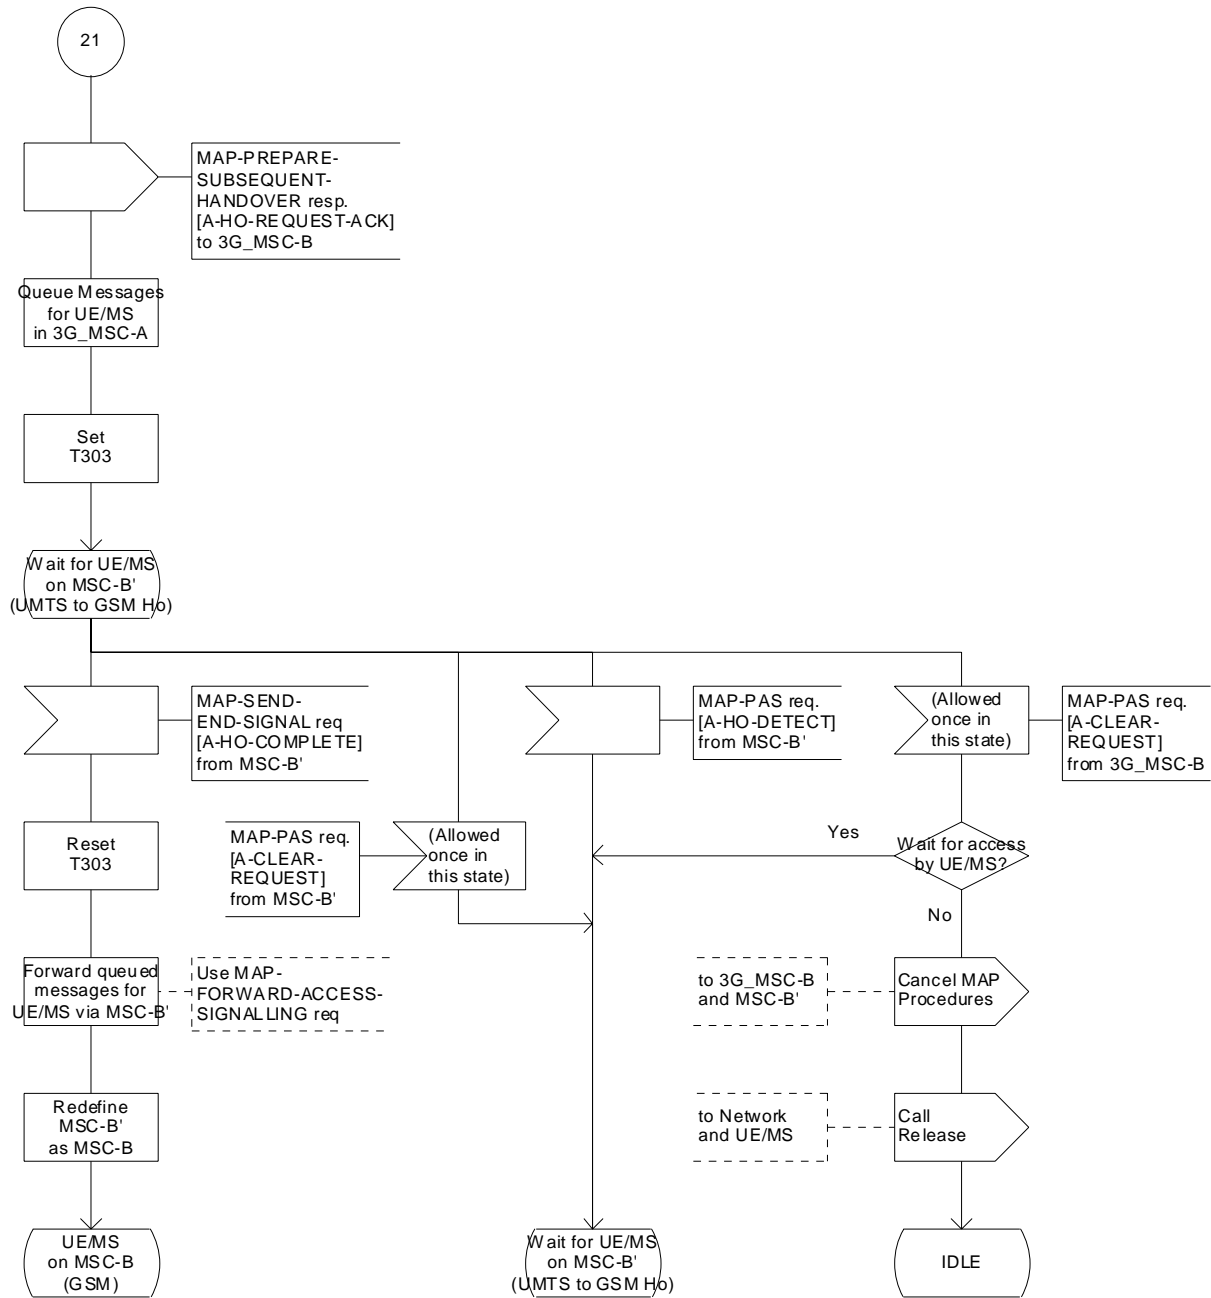 21
MAP-PREPARE-
SUBSEQUENT-
HANDOVER resp.
[A-HO-REQUEST-ACK]
to 3G_MSC-B
Queue Messages
for UE/MS
in 3G_MSC-A
Set
T303
Wait for UE/MS
on MSC-B'
(UMTS to GSM Ho)
MAP-SEND-
END-SIGNAL req
[A-HO-COMPLETE]
from MSC-B'
MAP-PAS req.
[A-HO-DETECT]
from MSC-B'
(Allowed
once in
this state)
MAP-PAS req.
[A-CLEAR-
REQUEST]
from 3G_MSC-B
Reset
T303
MAP-PAS req.
[A-CLEAR-
REQUEST]
from MSC-B'
(Allowed
once in
this state)
Yes
Wait for access
by UE/MS?
No
Forward queued
messages for
UE/MS via MSC-B'
Use MAP-
FORWARD-ACCESS-
SIGNALLING req
to 3G_MSC-B
and MSC-B'
Cancel MAP
Procedures
Redefine
MSC-B'
as MSC-B
to Network
and UE/MS
Call
Release
UE/MS
on MSC-B
(GSM)
Wait for UE/MS
on MSC-B'
(UMTS to GSM Ho)
IDLE